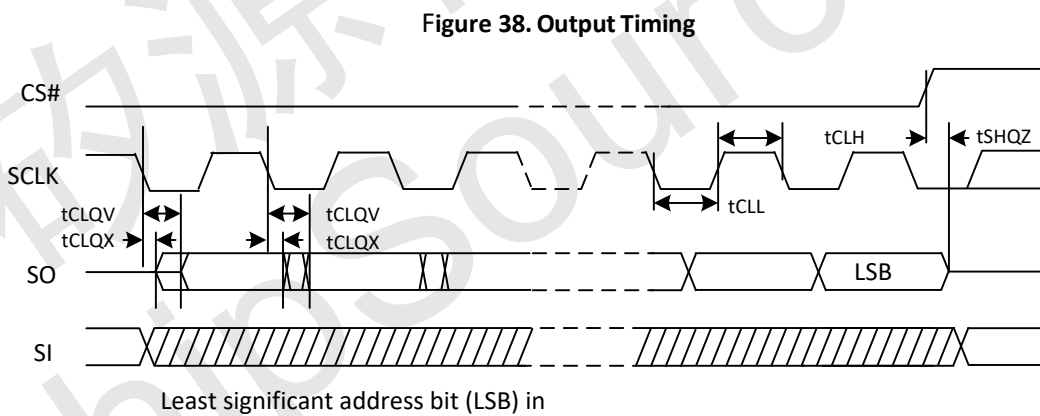 Figure 38. Output Timing
CS#
tCLH
tSHQZ
SCLK
tCLQV
tCLQV
tCLL
tCLQX
tCLQX
SO
LSB
SI
Least significant address bit (LSB) in